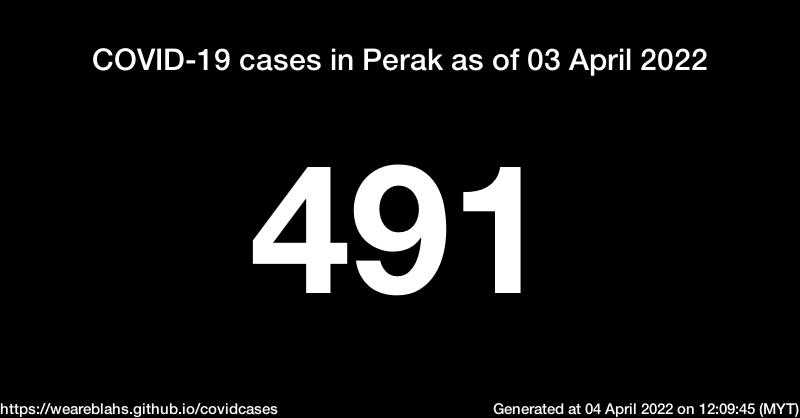 COVID-19 cases in Perak as of 03 April 2022
491
https://weareblahs.github.io/covidcases
Generated at 04 April 2022 on 12:09:45 (MYT)